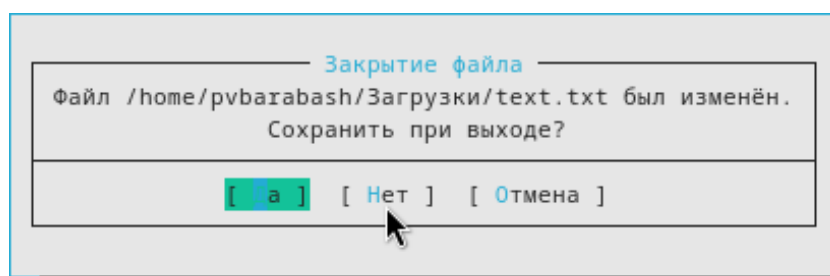 Закрытие файла
Файл /home/pvbarabash/Загрузки/text.txt был изменён.
Сохранить при выходе?
[ а ] [ Нет ] [ Отмена ]